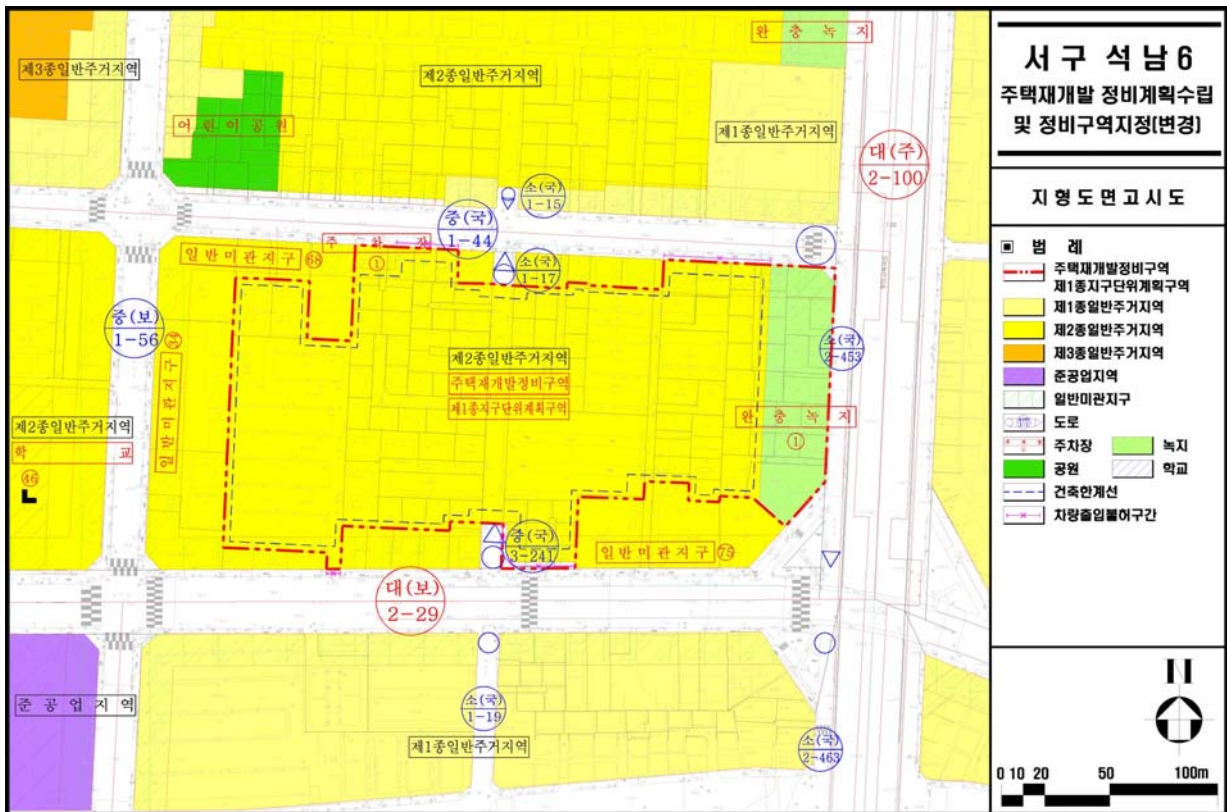 서구 석남6
주택재개발 정비계획수립
및 정비구역지정(변경)
지형도면고시도
범 례
주택재개발정비구역
제1종지구단위계획구역
제1종일반주거지역
제2종일반주거지역
제3종일반주거지역
준공업지역
일반미관지구
도로
주차장
녹지
공원
학교
건축한계선
차량출입불허구간
N
0 10 20 50 100m
완충녹지
제3종일반주거지역
제2종일반주거지역
어린이공원
제1종일반주거지역
대(주)
2-100
소(국)
1-15
중(국)
1-44
주차장
①
일반미관지구 68
소(국)
1-17
중(보)
1-56
일반미관지구
소(국)
2-453
제2종일반주거지역
주택재개발정비구역
제1종지구단위계획구역
완충녹지
①
제2종일반주거지역
학교
46
중(국)
3-241
일반미관지구 75
대(보)
2-29
준공업지역
소(국)
1-19
제1종일반주거지역
소(국)
2-463